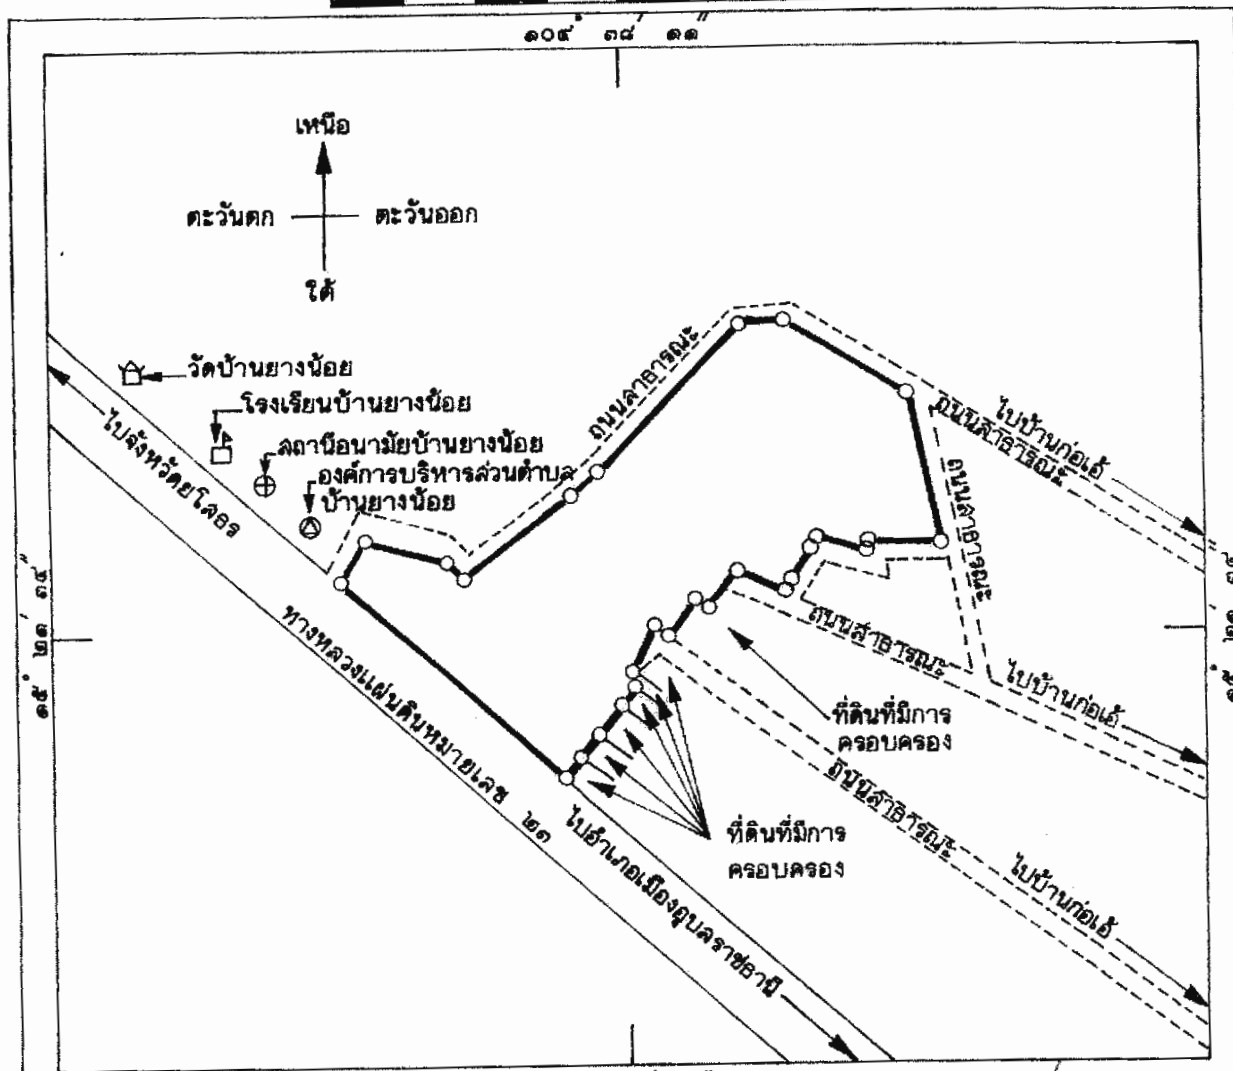 ๑๐๔° ๓๘′ ๑๑″
เหนือ
ตะวันตก
ตะวันออก
ใต้
วัดบ้านยางน้อย
โรงเรียนบ้านยางน้อย
สถานีอนามัยบ้านยางน้อย
องค์การบริหารส่วนตำบล
บ้านยางน้อย
ไปจังหวัดยโสธร
ถนนสาธารณะ
ไปบ้านก่อเอ้
ถนนสาธารณะ
ถนนสาธารณะ
ถนนสาธารณะ
ไปบ้านก่อเอ้
ที่ดินที่มีการ
ครอบครอง
ถนนสาธารณะ
ไปบ้านก่อเอ้
ที่ดินที่มีการ
ครอบครอง
ทางหลวงแผ่นดินหมายเลข ๒๓
ไปอำเภอเมืองอุบลราชธานี
๑๕° ๒๑′ ๓๔″
๑๕° ๒๑′ ๓๔″